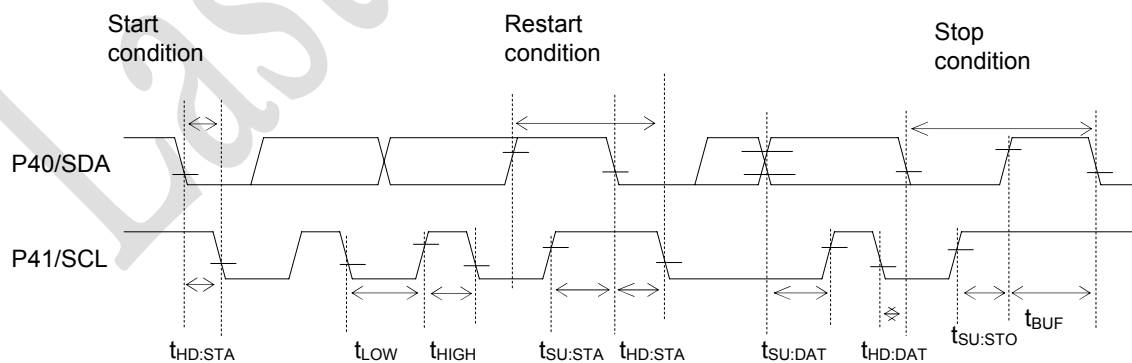 Start
condition
Restart
condition
Stop
condition
P40/SDA
P41/SCL
tHD:STA
tLOW
tHIGH
tSU:STA
tHD:STA
tSU:DAT
tHD:DAT
tSU:STO
tBUF